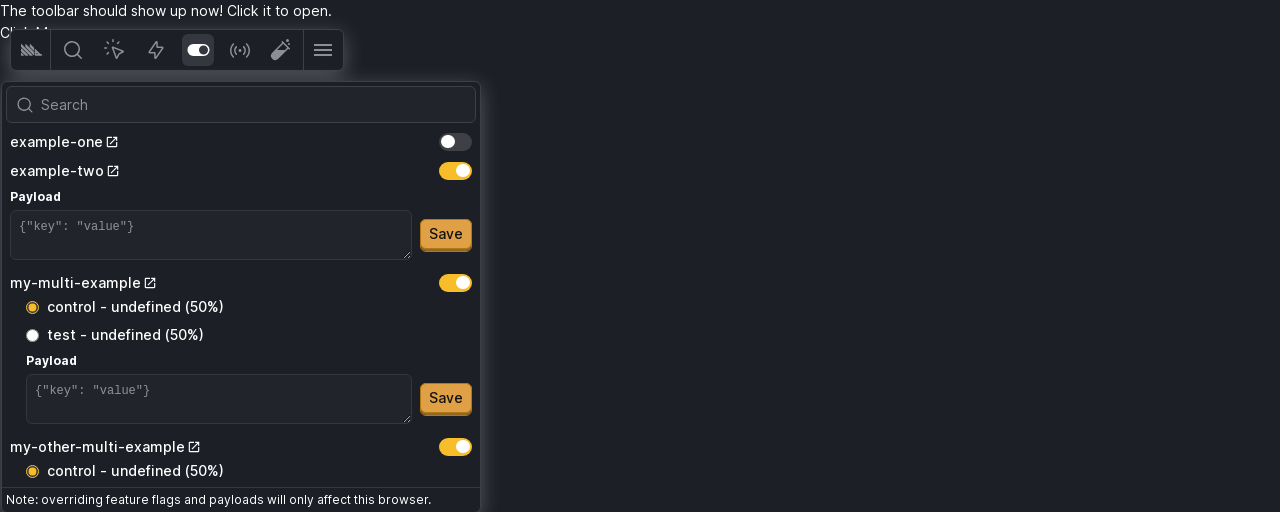 The toolbar should show up now! Click it to open.
Search
example-one
example-two
Payload
{"key": "value"}
Save
my-multi-example
control - undefined (50%)
test - undefined (50%)
Payload
{"key": "value"}
Save
my-other-multi-example
control - undefined (50%)
Note: overriding feature flags and payloads will only affect this browser.